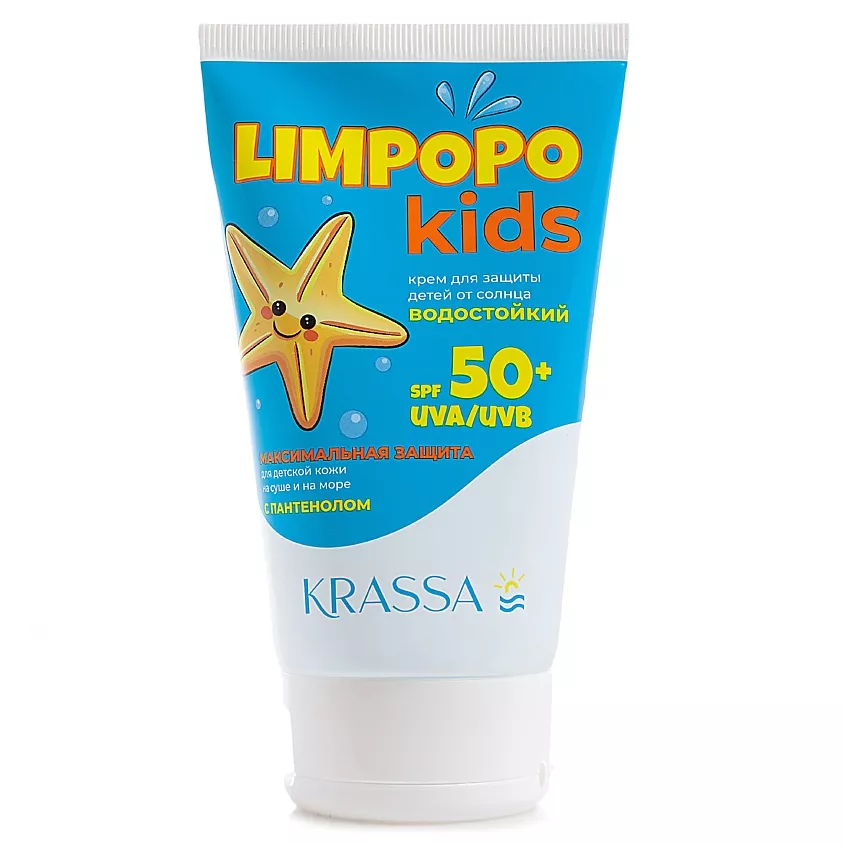 LIMPOPO
kids
крем для защиты
детей от солнца
ВОДОСТОЙКИЙ
SPF 50+
UVA/UVB
МАКСИМАЛЬНАЯ ЗАЩИТА
для детской кожи
на суше и на море
С ПАНТЕНОЛОМ
KRASSA